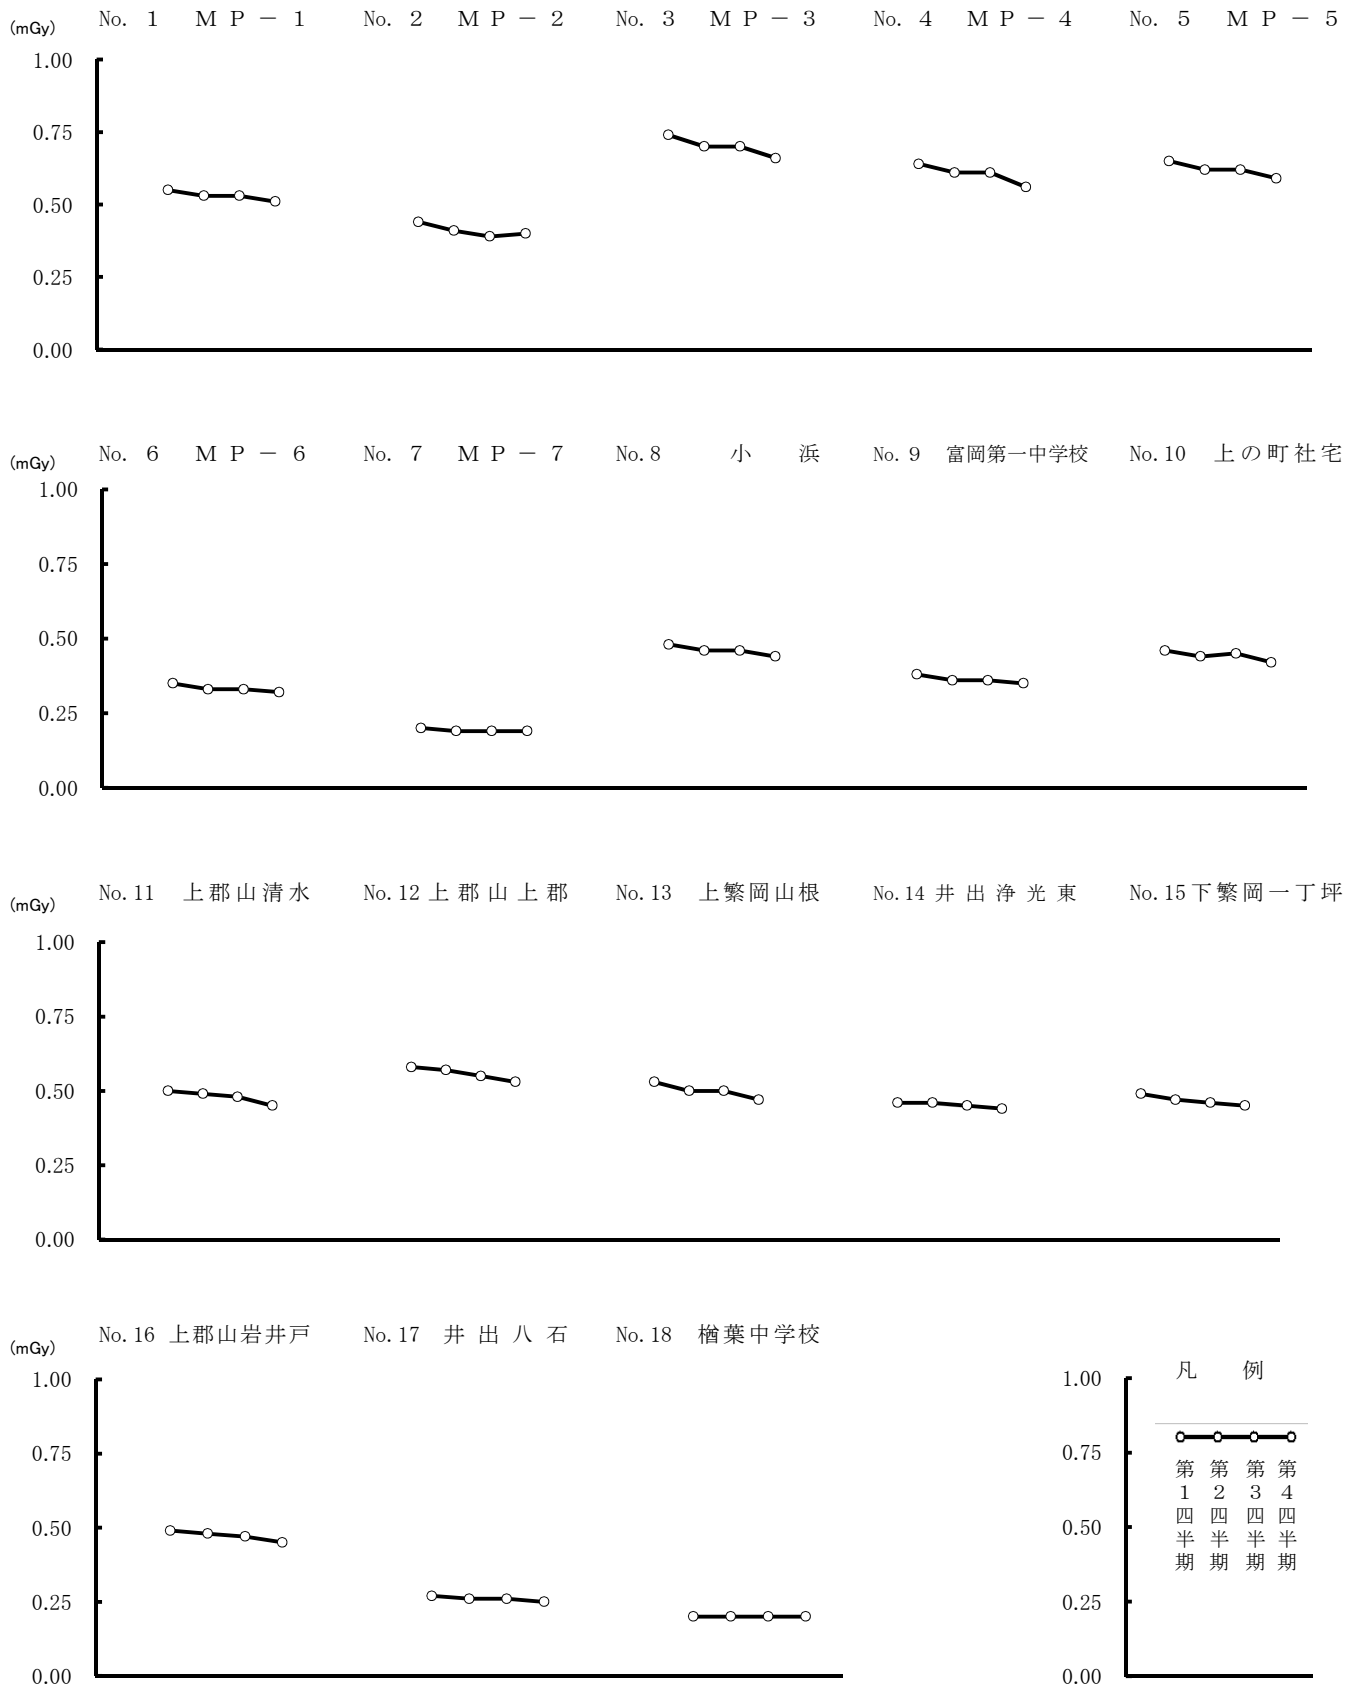 (mGy)
No. 1 ＭＰ－１ No. 2 ＭＰ－２ No. 3 ＭＰ－３ No. 4 ＭＰ－４ No. 5 ＭＰ－５
1.00
0.75
0.50
0.25
0.00
(mGy)
No. 6 ＭＰ－６ No. 7 ＭＰ－７ No.8 小浜 No. 9 富岡第一中学校 No.10 上の町社宅
1.00
0.75
0.50
0.25
0.00
(mGy)
No.11 上郡山清水 No.12 上郡山上郡 No.13 上繁岡山根 No.14 井出浄光東 No.15 下繁岡一丁坪
1.00
0.75
0.50
0.25
0.00
(mGy)
No.16 上郡山岩井戸 No.17 井出八石 No.18 楢葉中学校
1.00
0.75
0.50
0.25
0.00
凡例
1.00
0.75
0.50
0.25
0.00
第1四半期
第2四半期
第3四半期
第4四半期